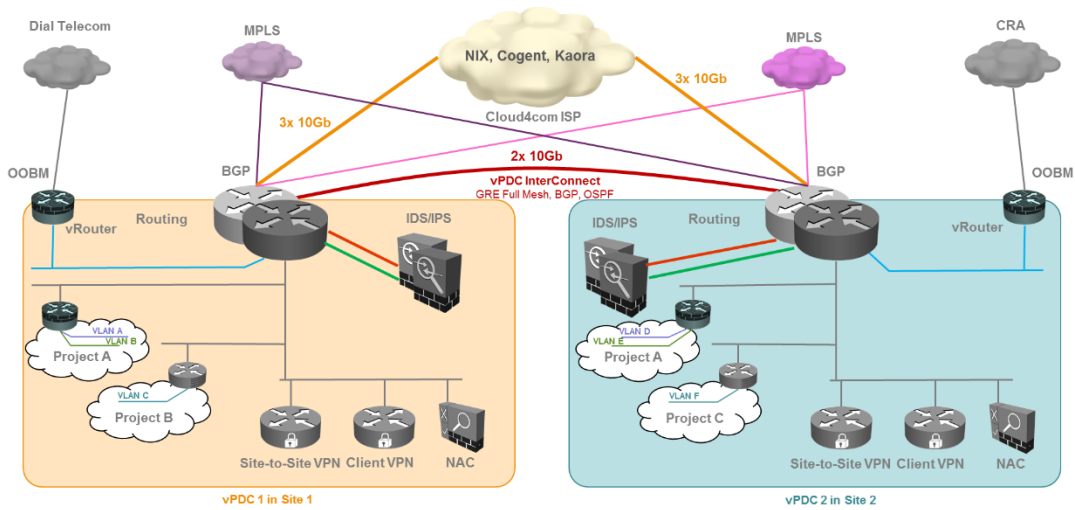 Dial Telecom
MPLS
NIX, Cogent, Kaora
MPLS
CRA
3x 10Gb
3x 10Gb
Cloud4com ISP
2x 10Gb
OOBM
BGP
vPDC InterConnect
GRE Full Mesh, BGP, OSPF
BGP
OOBM
vRouter
Routing
IDS/IPS
IDS/IPS
Routing
vRouter
VLAN A
VLAN B
Project A
VLAN C
Project B
Site-to-Site VPN
Client VPN
NAC
vPDC 1 in Site 1
VLAN D
VLAN E
Project A
VLAN F
Project C
Site-to-Site VPN
Client VPN
NAC
vPDC 2 in Site 2